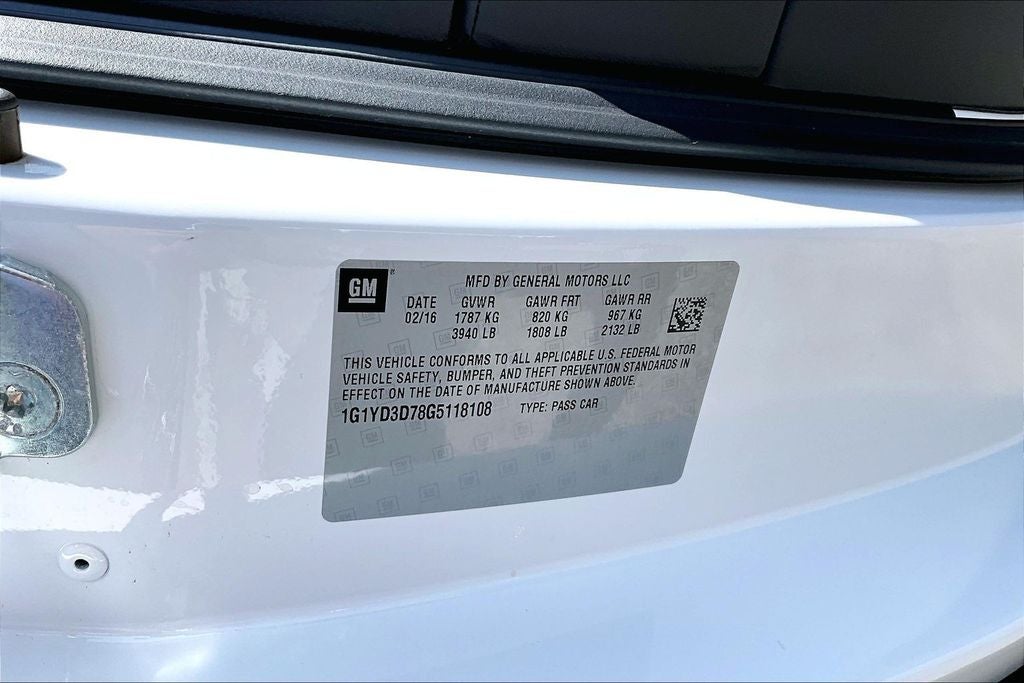 GM
MFD BY GENERAL MOTORS LLC
DATE GVWR GAWR FRT GAWR RR
02/16 1787 KG 820 KG 967 KG
3940 LB 1808 LB 2132 LB
THIS VEHICLE CONFORMS TO ALL APPLICABLE U.S. FEDERAL MOTOR
VEHICLE SAFETY, BUMPER, AND THEFT PREVENTION STANDARDS IN
EFFECT ON THE DATE OF MANUFACTURE SHOWN ABOVE.
1G1YD3D78G5118108 TYPE: PASS CAR